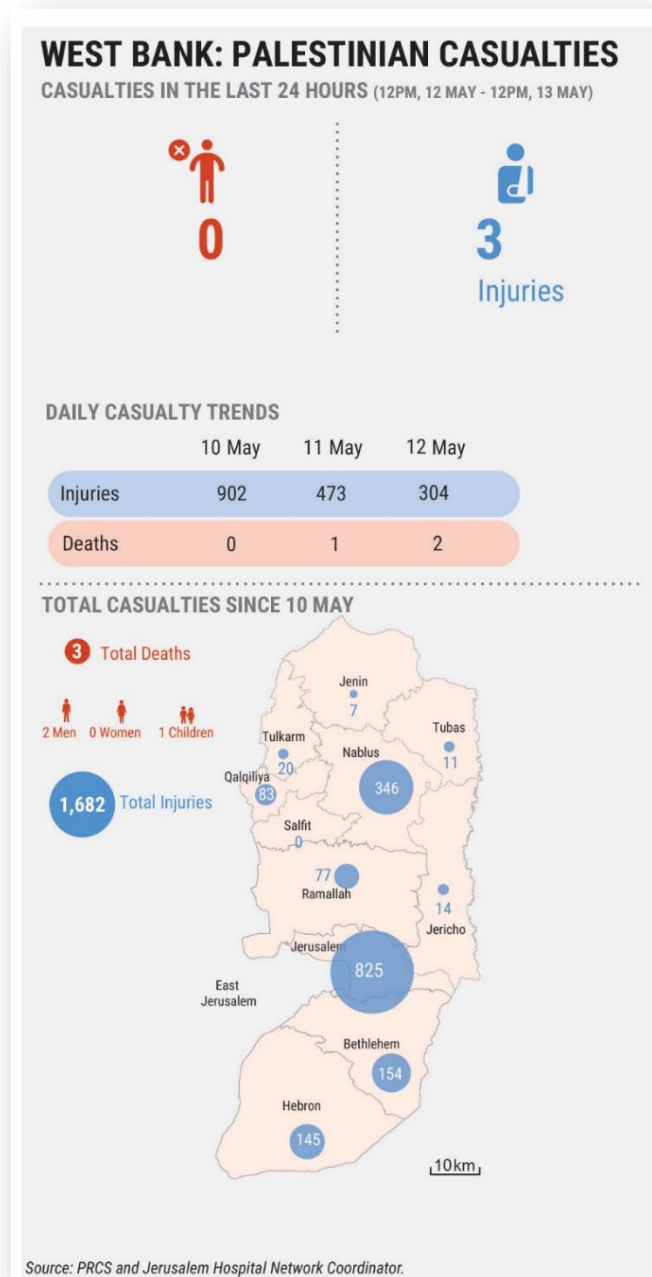 WEST BANK: PALESTINIAN CASUALTIES
CASUALTIES IN THE LAST 24 HOURS (12PM, 12 MAY - 12PM, 13 MAY)
0
3
Injuries
DAILY CASUALTY TRENDS
10 May 11 May 12 May
Injuries 902 473 304
Deaths 0 1 2
TOTAL CASUALTIES SINCE 10 MAY
3 Total Deaths
2 Men 0 Women 1 Children
1,682 Total Injuries
Jenin
7
Tubas
11
Tulkarm
20
Nablus
346
Qalqiliya
83
Salfit
0
77
Ramallah
14
Jericho
Jerusalem
825
East
Jerusalem
Bethlehem
154
Hebron
145
10km
Source: PRCS and Jerusalem Hospital Network Coordinator.